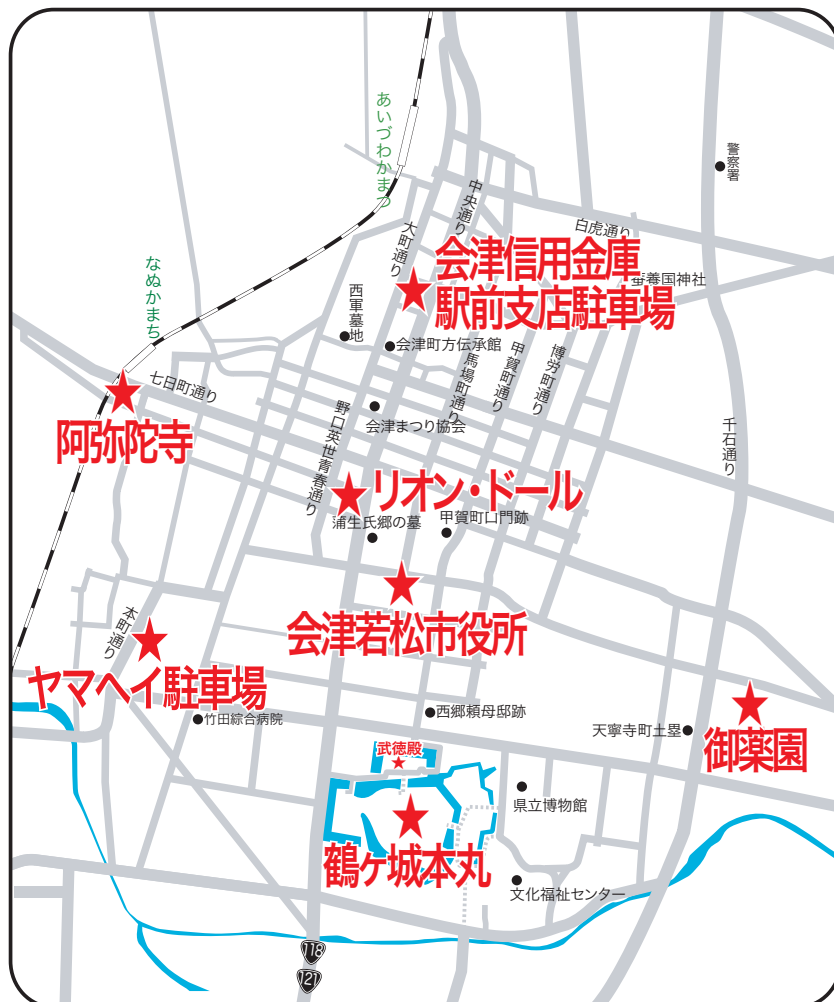 あいづわかまつ
警察署
中央通り
大町通り
白虎通り
会津信用金庫
駅前支店駐車場
蚕養国神社
なぬかまち
西軍墓地
会津町方伝承館
馬場町通り
甲賀町通り
博労町通り
七日町通り
阿弥陀寺
野口英世青春通り
会津まつり協会
千石通り
リオン・ドール
蒲生氏郷の墓
甲賀町口門跡
会津若松市役所
本町通り
ヤマヘイ駐車場
竹田綜合病院
西郷頼母邸跡
天寧寺町土塁
御薬園
武徳殿
県立博物館
鶴ヶ城本丸
文化福祉センター
118
121